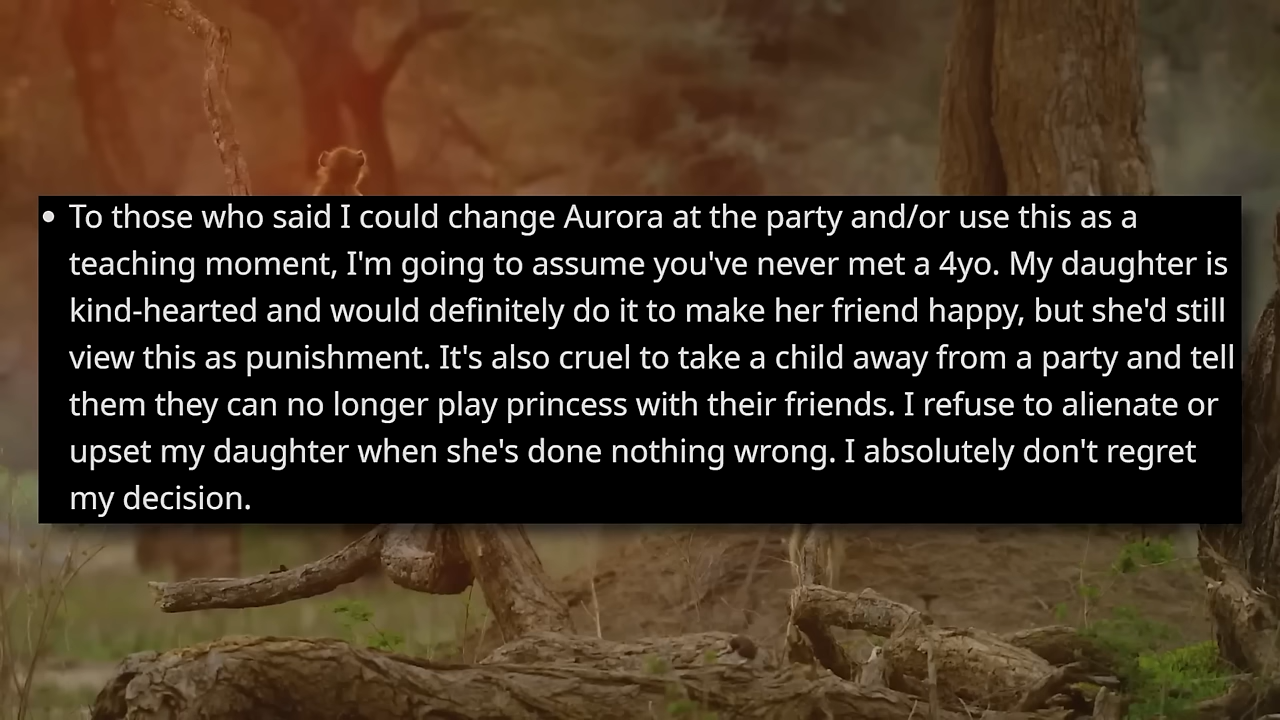 • To those who said I could change Aurora at the party and/or use this as a
teaching moment, I'm going to assume you've never met a 4yo. My daughter is
kind-hearted and would definitely do it to make her friend happy, but she'd still
view this as punishment. It's also cruel to take a child away from a party and tell
them they can no longer play princess with their friends. I refuse to alienate or
upset my daughter when she's done nothing wrong. I absolutely don't regret
my decision.